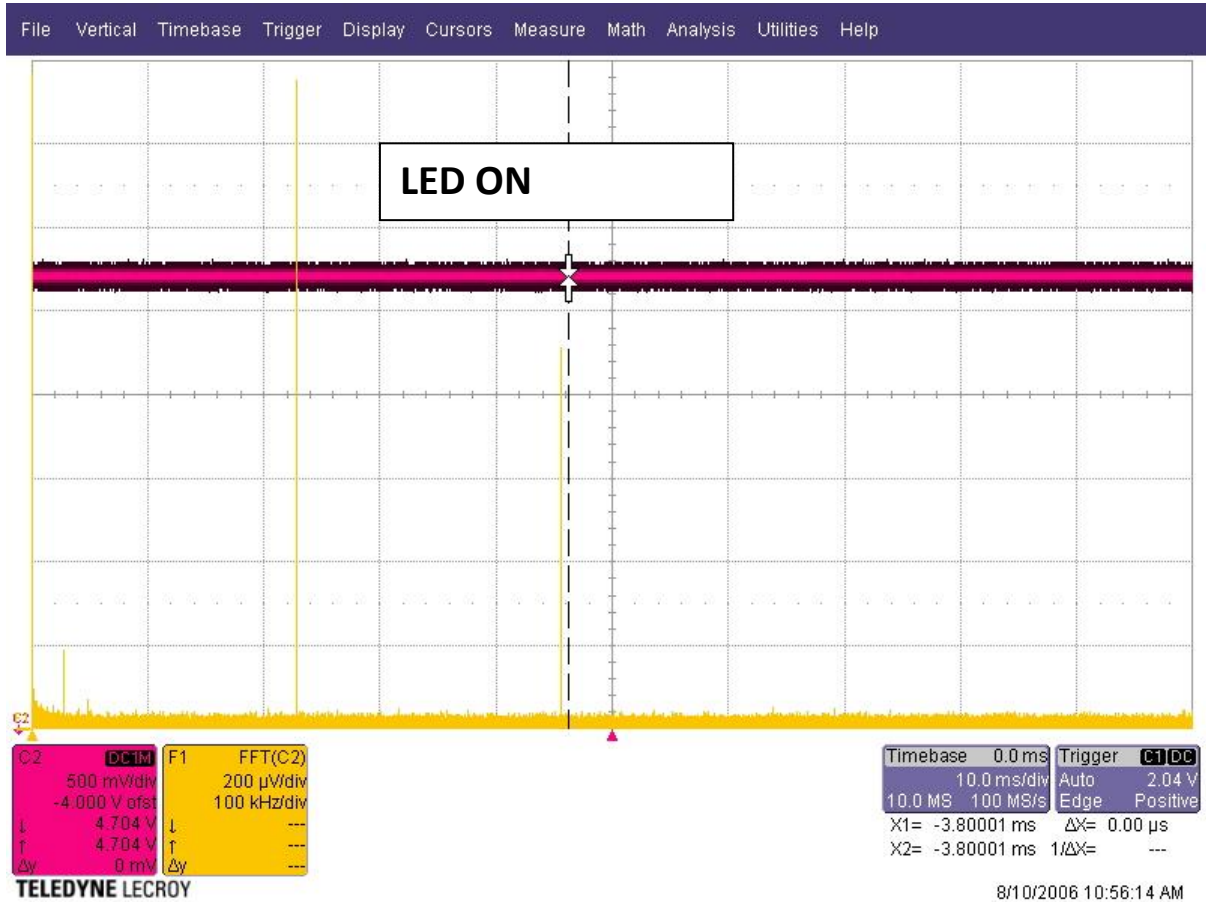 File Vertical Timebase Trigger Display Cursors Measure Math Analysis Utilities Help
LED ON
C2
C2 DC1M
500 mV/div
-4.000 V ofst
↓ 4.704 V
↑ 4.704 V
Δy 0 mV
F1 FFT(C2)
200 µV/div
100 kHz/div
↓ ---
↑ ---
Δy ---
Timebase 0.0 ms
10.0 ms/div
10.0 MS 100 MS/s
Trigger C1 DC
Auto 2.04 V
Edge Positive
X1= -3.80001 ms ΔX= 0.00 µs
X2= -3.80001 ms 1/ΔX= ---
TELEDYNE LECROY
8/10/2006 10:56:14 AM